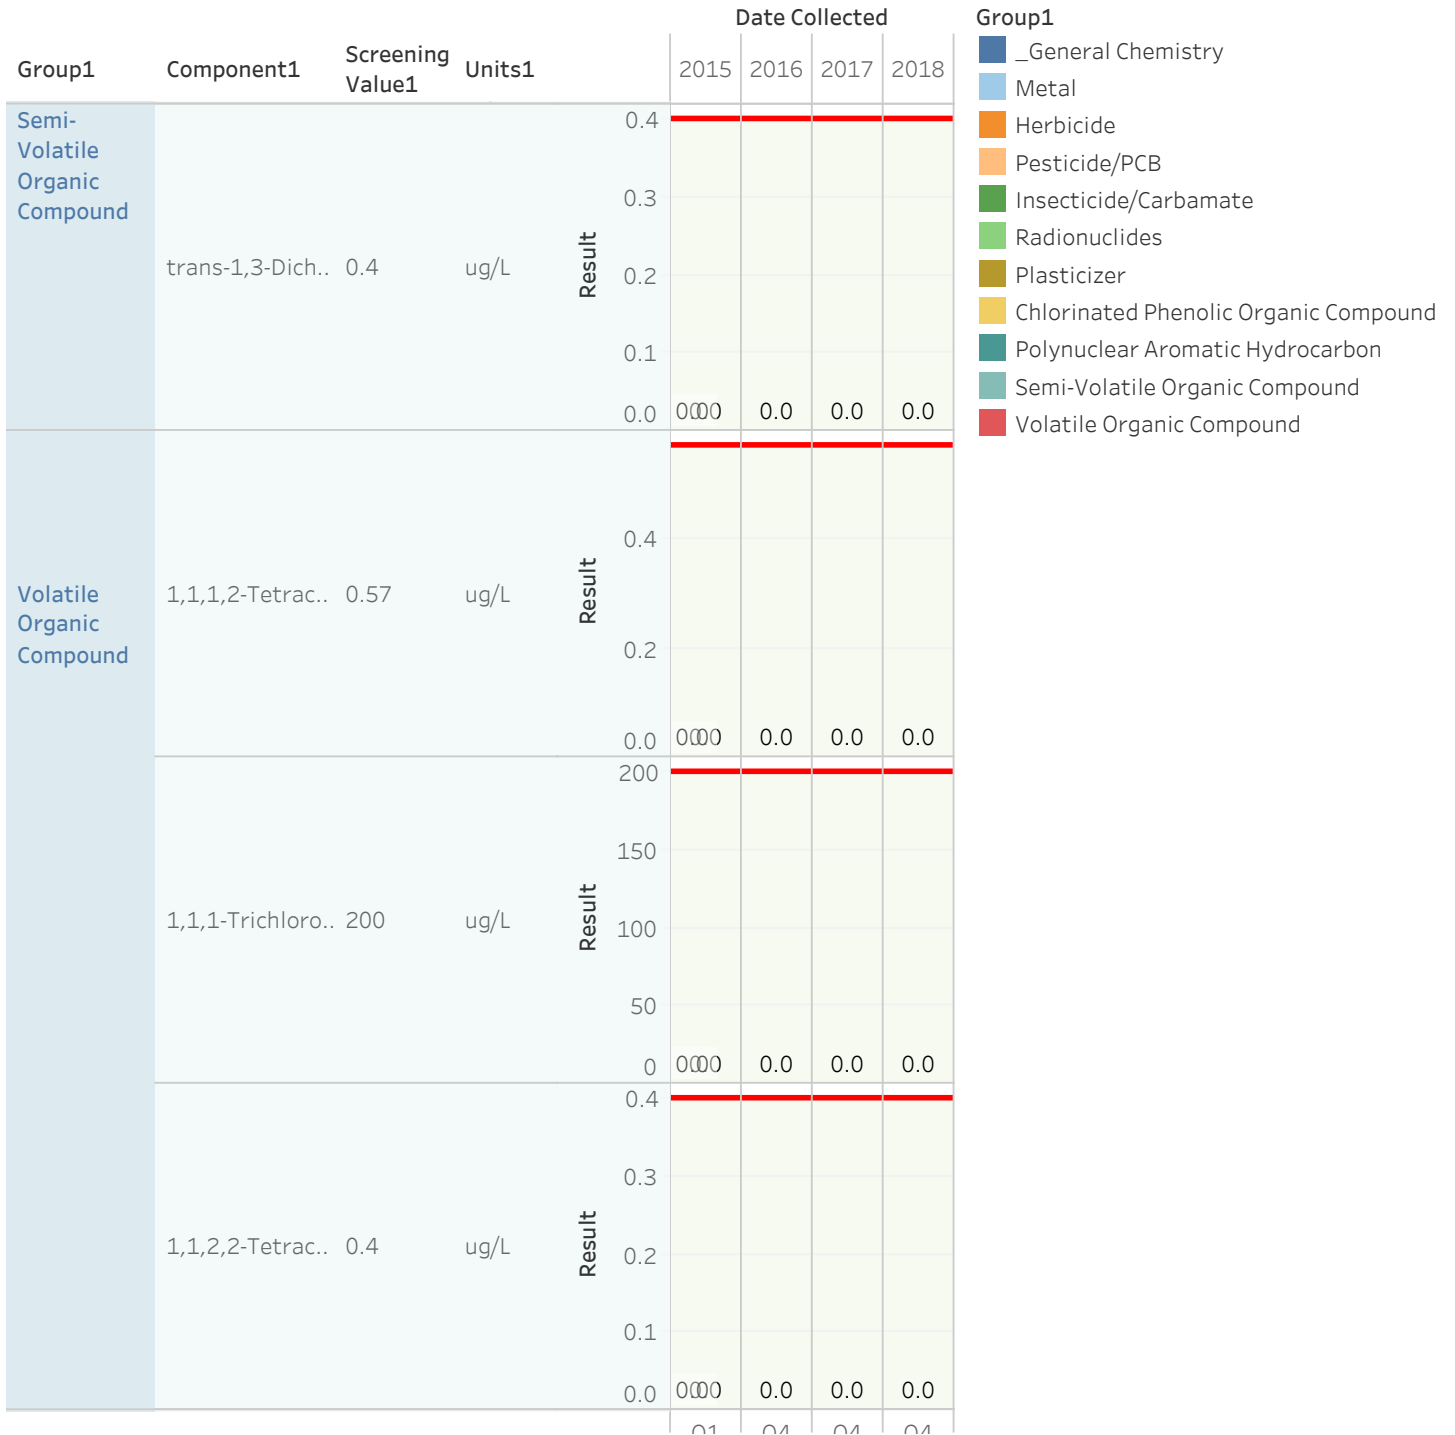 Date Collected
Group1 Component1 Screening Value1 Units1 2015 2016 2017 2018
Semi-
Volatile
Organic
Compound
trans-1,3-Dich.. 0.4 ug/L
Result
0.4
0.3
0.2
0.1
0.0 0.0 0.0 0.0
Volatile
Organic
Compound
1,1,1,2-Tetrac.. 0.57 ug/L
Result
0.4
0.2
0.0 0.0 0.0 0.0
1,1,1-Trichloro.. 200 ug/L
Result
200
150
100
50
0 0.0 0.0 0.0
1,1,2,2-Tetrac.. 0.4 ug/L
Result
0.4
0.3
0.2
0.1
0.0 0.0 0.0 0.0
Group1
_General Chemistry
Metal
Herbicide
Pesticide/PCB
Insecticide/Carbamate
Radionuclides
Plasticizer
Chlorinated Phenolic Organic Compound
Polynuclear Aromatic Hydrocarbon
Semi-Volatile Organic Compound
Volatile Organic Compound